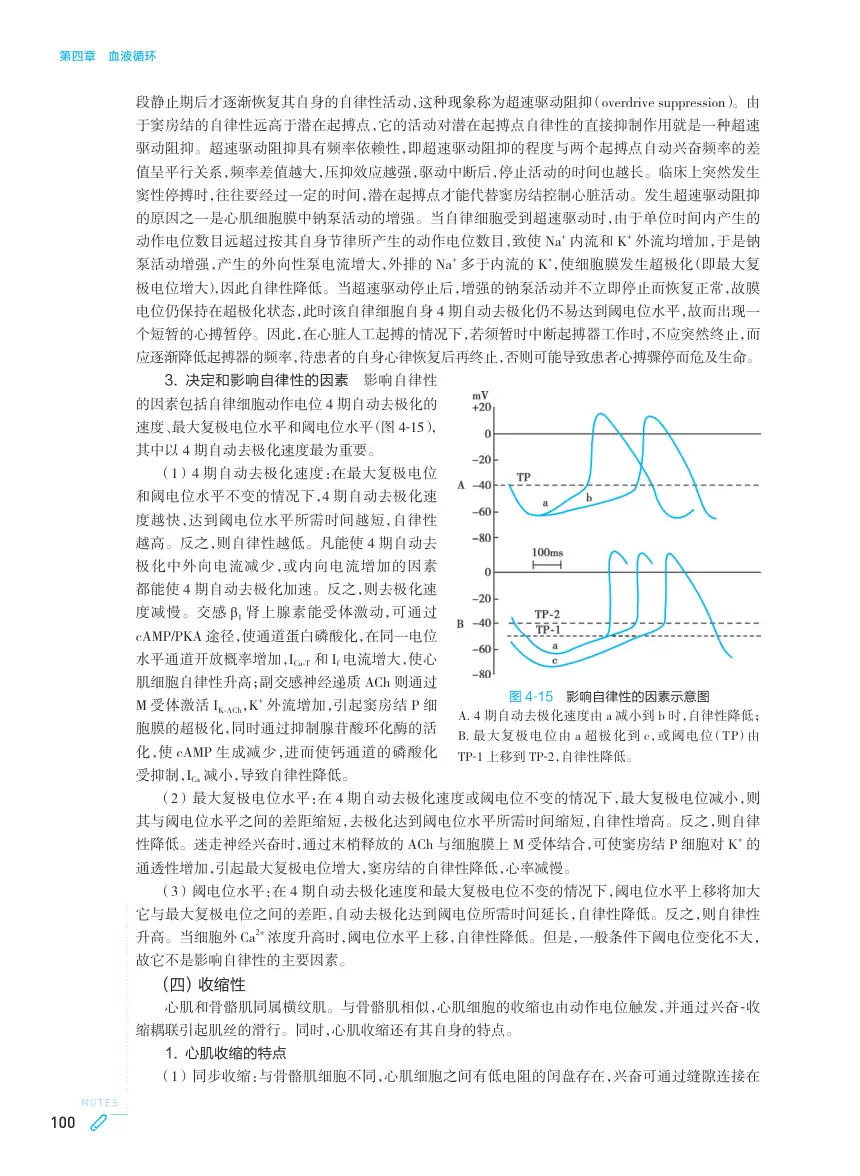 第四章　血液循环
段静止期后才逐渐恢复其自身的自律性活动,这种现象称为超速驱动阻抑(overdrive suppression)。由
于窦房结的自律性远高于潜在起搏点,它的活动对潜在起搏点自律性的直接抑制作用就是一种超速
驱动阻抑。超速驱动阻抑具有频率依赖性,即超速驱动阻抑的程度与两个起搏点自动兴奋频率的差
值呈平行关系,频率差值越大,压抑效应越强,驱动中断后,停止活动的时间也越长。临床上突然发生
窦性停搏时,往往要经过一定的时间,潜在起搏点才能代替窦房结控制心脏活动。发生超速驱动阻抑
的原因之一是心肌细胞膜中钠泵活动的增强。当自律细胞受到超速驱动时,由于单位时间内产生的
动作电位数目远超过按其自身节律所产生的动作电位数目,致使 Na⁺ 内流和 K⁺ 外流均增加,于是钠
泵活动增强,产生的外向性泵电流增大,外排的 Na⁺ 多于内流的 K⁺,使细胞膜发生超极化(即最大复
极电位增大),因此自律性降低。当超速驱动停止后,增强的钠泵活动并不立即停止而恢复正常,故膜
电位仍保持在超极化状态,此时该自律细胞自身 4 期自动去极化仍不易达到阈电位水平,故而出现一
个短暂的心搏暂停。因此,在心脏人工起搏的情况下,若须暂时中断起搏器工作时,不应突然终止,而
应逐渐降低起搏器的频率,待患者的自身心律恢复后再终止,否则可能导致患者心搏骤停而危及生命。
3. 决定和影响自律性的因素　影响自律性
的因素包括自律细胞动作电位 4 期自动去极化的
速度、最大复极电位水平和阈电位水平(图 4-15),
其中以 4 期自动去极化速度最为重要。
(1)4 期自动去极化速度:在最大复极电位
和阈电位水平不变的情况下,4 期自动去极化速
度越快,达到阈电位水平所需时间越短,自律性
越高。反之,则自律性越低。凡能使 4 期自动去
极化中外向电流减少,或内向电流增加的因素
都能使 4 期自动去极化加速。反之,则去极化速
度减慢。交感 β₁ 肾上腺素能受体激动,可通过
cAMP/PKA 途径,使通道蛋白磷酸化,在同一电位
水平通道开放概率增加,I_Ca-T 和 I_f 电流增大,使心
肌细胞自律性升高;副交感神经递质 ACh 则通过
M 受体激活 I_K-ACh,K⁺ 外流增加,引起窦房结 P 细
胞膜的超极化,同时通过抑制腺苷酸环化酶的活
化,使 cAMP 生成减少,进而使钙通道的磷酸化
受抑制,I_Ca 减小,导致自律性降低。
mV
+20
0
−20
A −40 TP
a b
−60
−80
100ms
0
−20
TP-2
B −40
TP-1
a
−60
c
−80
图 4-15　影响自律性的因素示意图
A. 4 期自动去极化速度由 a 减小到 b 时,自律性降低;
B. 最大复极电位由 a 超极化到 c,或阈电位(TP)由
TP-1 上移到 TP-2,自律性降低。
(2)最大复极电位水平:在 4 期自动去极化速度或阈电位不变的情况下,最大复极电位减小,则
其与阈电位水平之间的差距缩短,去极化达到阈电位水平所需时间缩短,自律性增高。反之,则自律
性降低。迷走神经兴奋时,通过末梢释放的 ACh 与细胞膜上 M 受体结合,可使窦房结 P 细胞对 K⁺ 的
通透性增加,引起最大复极电位增大,窦房结的自律性降低,心率减慢。
(3)阈电位水平:在 4 期自动去极化速度和最大复极电位不变的情况下,阈电位水平上移将加大
它与最大复极电位之间的差距,自动去极化达到阈电位所需时间延长,自律性降低。反之,则自律性
升高。当细胞外 Ca²⁺ 浓度升高时,阈电位水平上移,自律性降低。但是,一般条件下阈电位变化不大,
故它不是影响自律性的主要因素。
(四)收缩性
心肌和骨骼肌同属横纹肌。与骨骼肌相似,心肌细胞的收缩也由动作电位触发,并通过兴奋-收
缩耦联引起肌丝的滑行。同时,心肌收缩还有其自身的特点。
1. 心肌收缩的特点
(1)同步收缩:与骨骼肌细胞不同,心肌细胞之间有低电阻的闰盘存在,兴奋可通过缝隙连接在
NOTES
100